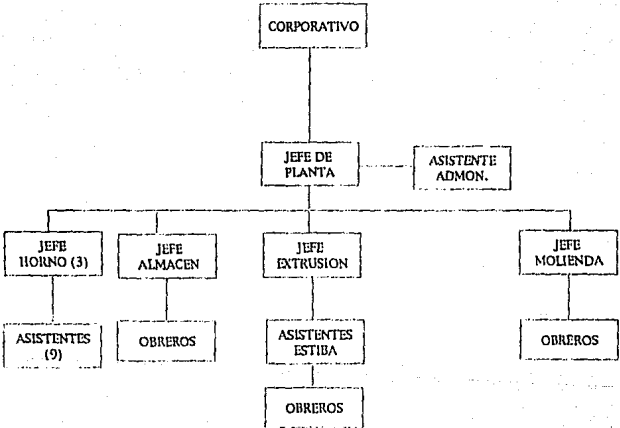 CORPORATIVO
JEFE DE
PLANTA
ASISTENTE
ADMON.
JEFE
HORNO (3)
JEFE
ALMACEN
JEFE
EXTRUSION
JEFE
MOLIENDA
ASISTENTES
(9)
OBREROS
ASISTENTES
ESTIBA
OBREROS
OBREROS